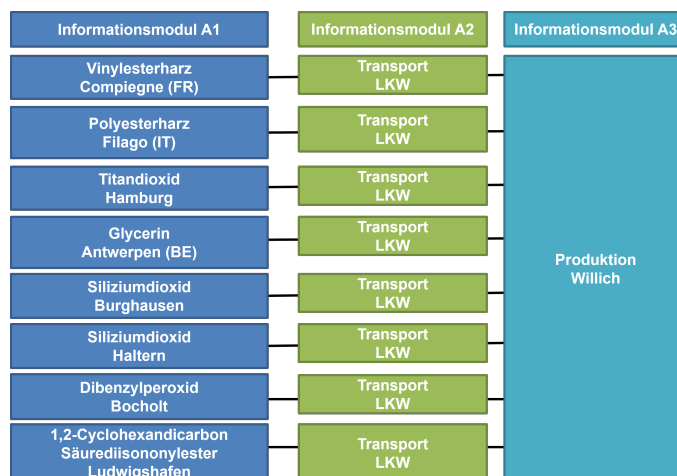 Informationsmodul A1
Informationsmodul A2
Informationsmodul A3
Vinylesterharz
Compiegne (FR)
Transport
LKW
Polyesterharz
Filago (IT)
Transport
LKW
Titandioxid
Hamburg
Transport
LKW
Glycerin
Antwerpen (BE)
Transport
LKW
Siliziumdioxid
Burghausen
Transport
LKW
Siliziumdioxid
Haltern
Transport
LKW
Dibenzylperoxid
Bocholt
Transport
LKW
1,2-Cyclohexandicarbon
Säurediisononylester
Ludwigshafen
Transport
LKW
Produktion
Willich